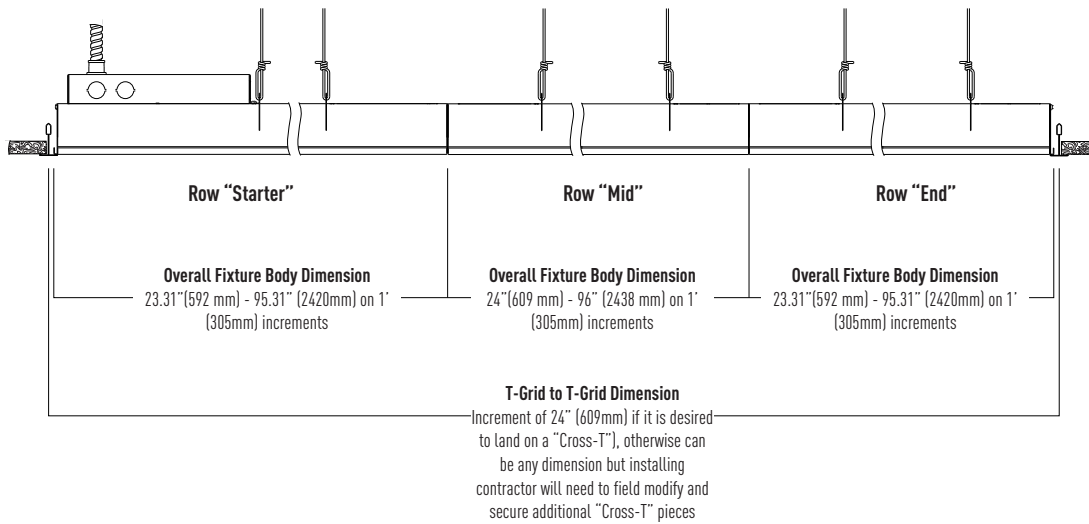 Row “Starter”
Row “Mid”
Row “End”
Overall Fixture Body Dimension
23.31”(592 mm) - 95.31” (2420mm) on 1’
(305mm) increments
Overall Fixture Body Dimension
24”(609 mm) - 96” (2438 mm) on 1’
(305mm) increments
Overall Fixture Body Dimension
23.31”(592 mm) - 95.31” (2420mm) on 1’
(305mm) increments
T-Grid to T-Grid Dimension
Increment of 24” (609mm) if it is desired
to land on a “Cross-T”), otherwise can
be any dimension but installing
contractor will need to field modify and
secure additional “Cross-T” pieces